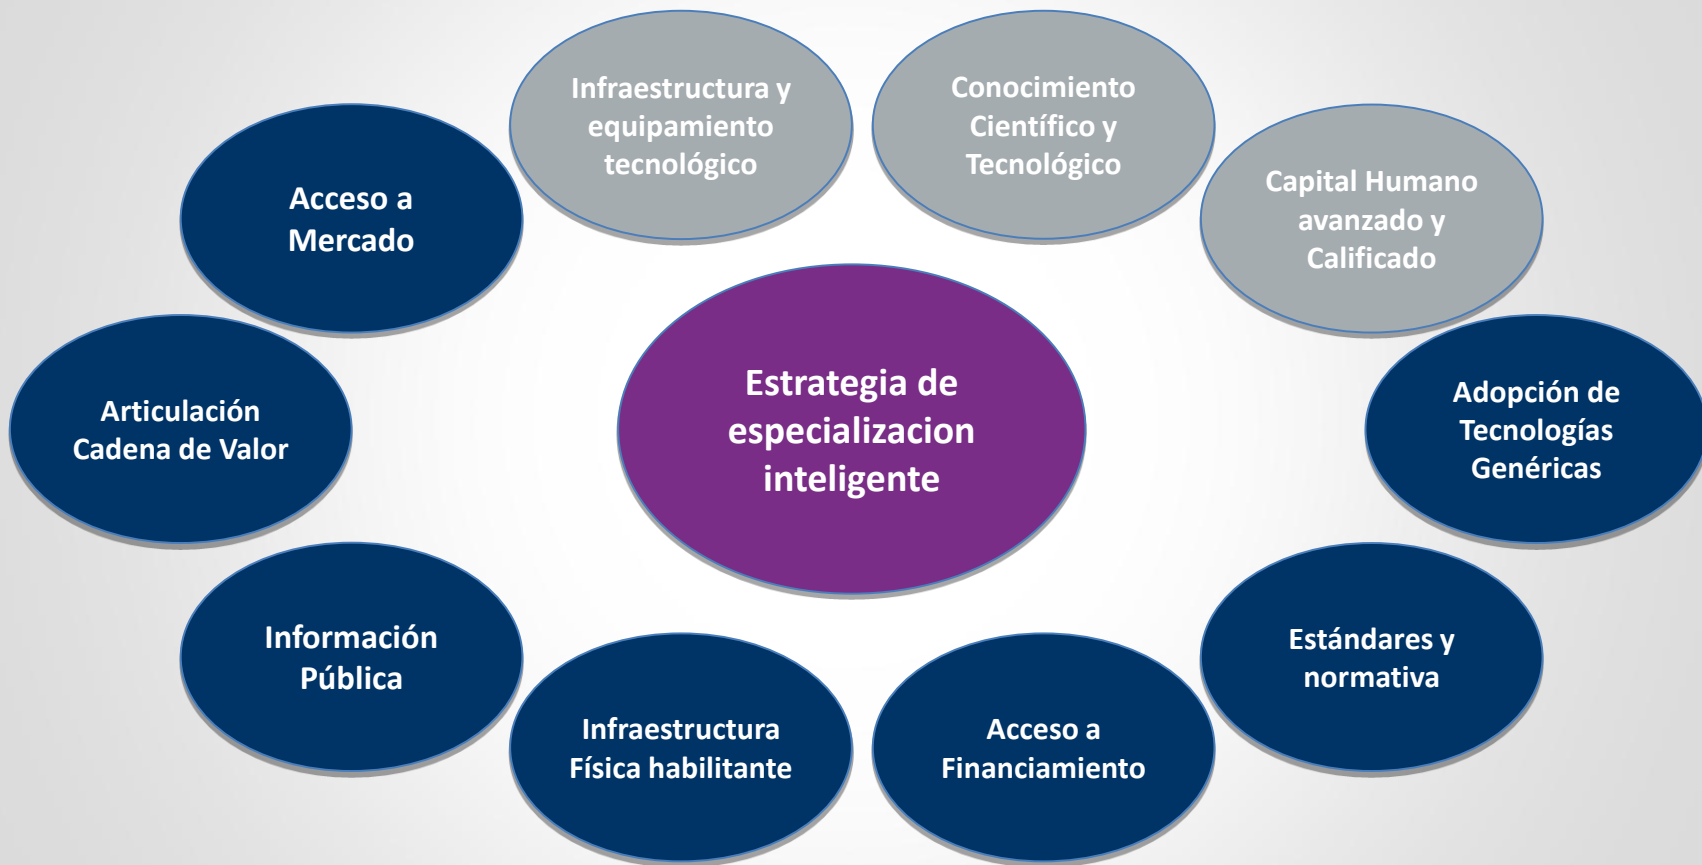 Infraestructura y
equipamiento
tecnológico
Conocimiento
Científico y
Tecnológico
Capital Humano
avanzado y
Calificado
Acceso a
Mercado
Estrategia de
especializacion
inteligente
Adopción de
Tecnologías
Genéricas
Articulación
Cadena de Valor
Estándares y
normativa
Información
Pública
Infraestructura
Física habilitante
Acceso a
Financiamiento